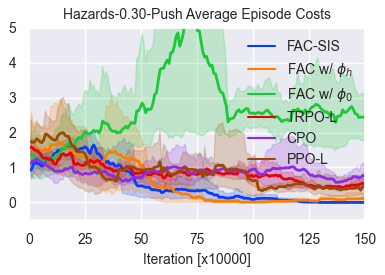 Hazards-0.30-Push Average Episode Costs
5
4
3
2
1
0
FAC-SIS
FAC w/ ϕh
FAC w/ ϕ0
TRPO-L
CPO
PPO-L
0 25 50 75 100 125 150
Iteration [x10000]